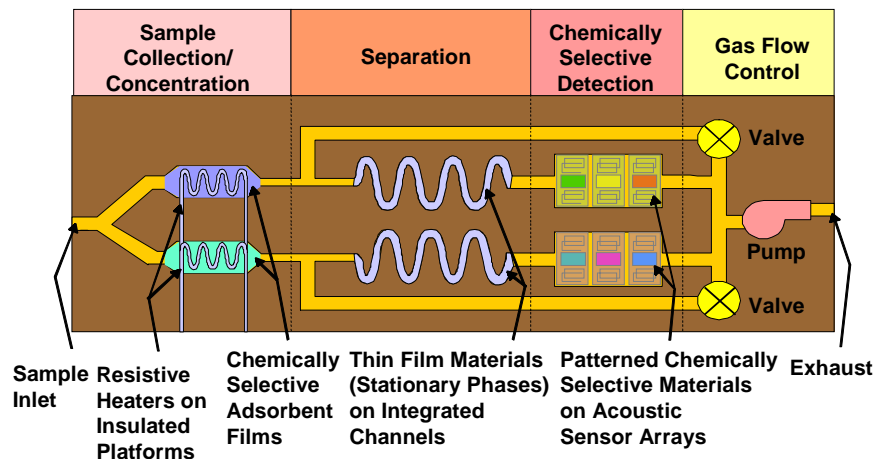 Sample
Collection/
Concentration
Separation
Chemically
Selective
Detection
Gas Flow
Control
Valve
Pump
Valve
Sample
Inlet
Resistive
Heaters on
Insulated
Platforms
Chemically
Selective
Adsorbent
Films
Thin Film Materials
(Stationary Phases)
on Integrated
Channels
Patterned Chemically
Selective Materials
on Acoustic
Sensor Arrays
Exhaust